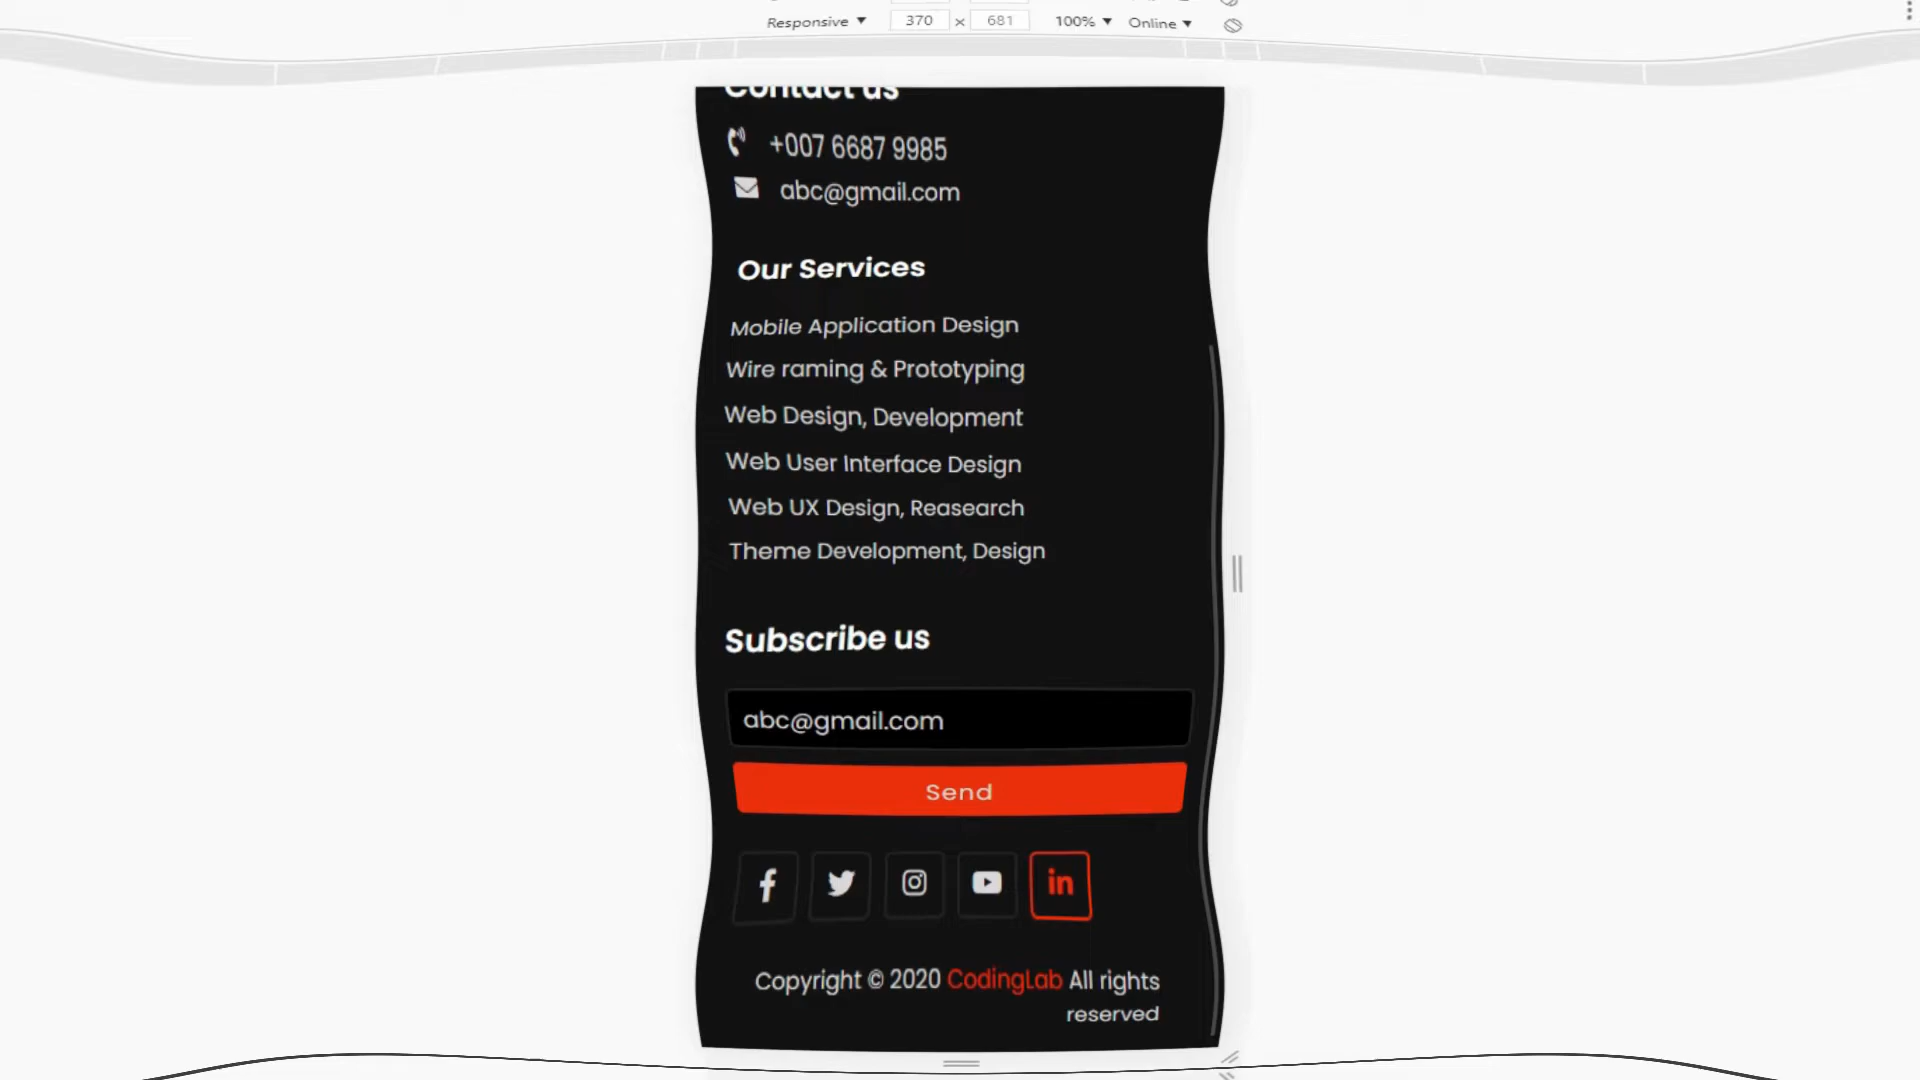 Responsive ▼ 370 x 681 100% ▼ Online ▼
Contact us
+007 6687 9985
abc@gmail.com
Our Services
Mobile Application Design
Wire raming & Prototyping
Web Design, Development
Web User Interface Design
Web UX Design, Reasearch
Theme Development, Design
Subscribe us
abc@gmail.com
Send
Copyright © 2020 CodingLab All rights
reserved